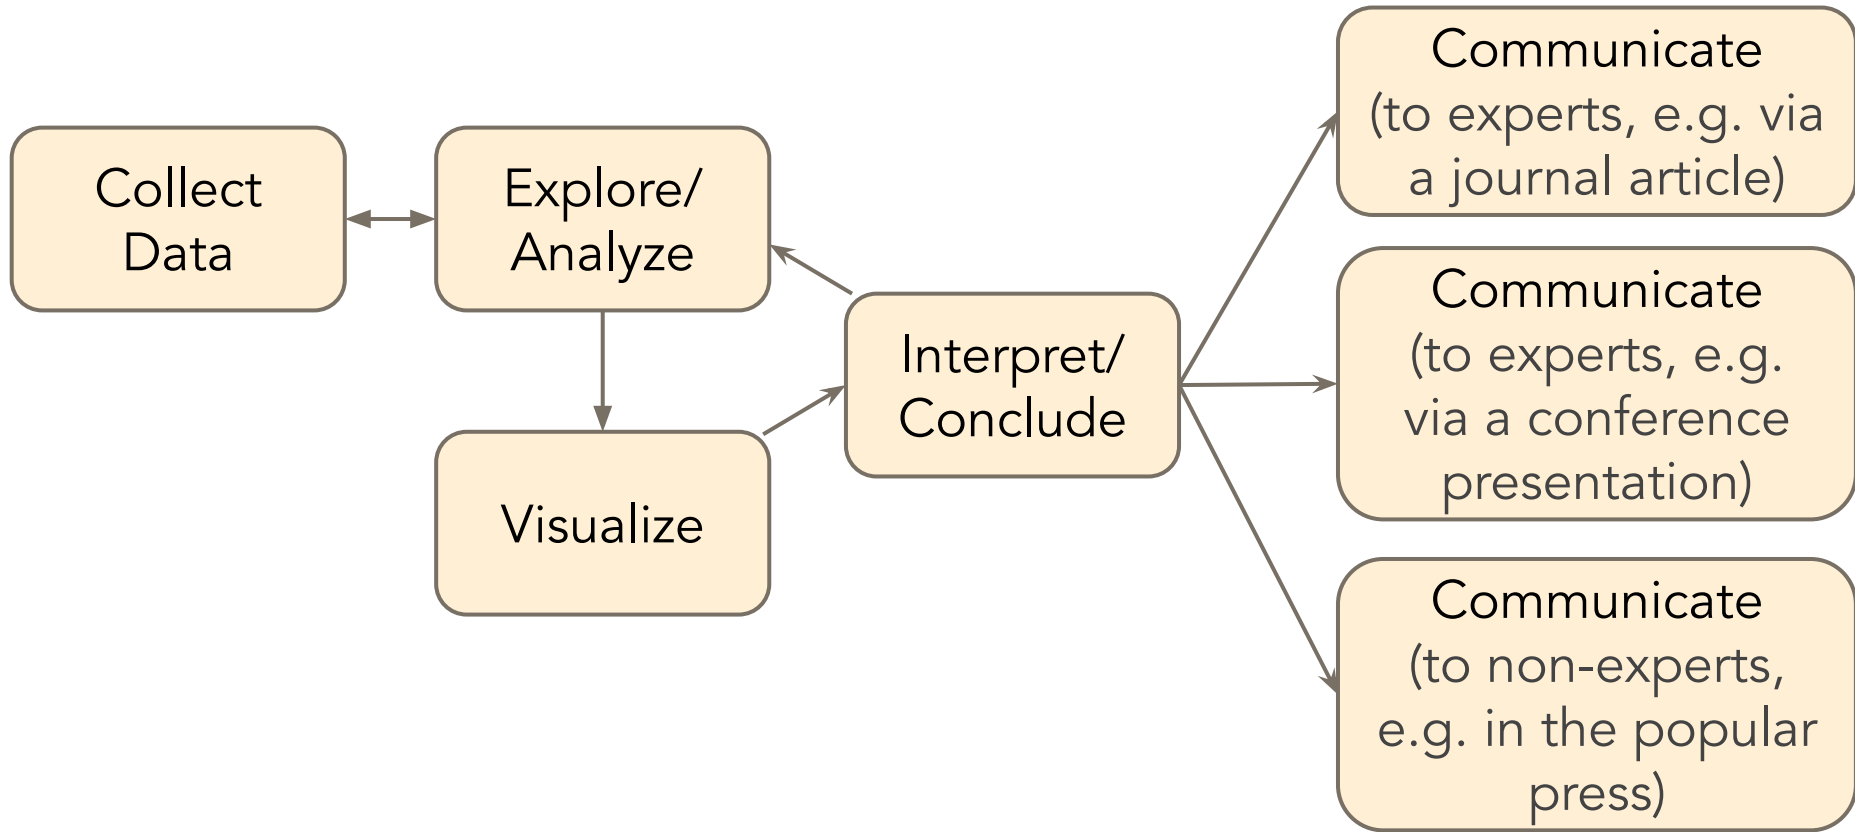 Collect
Data
Explore/
Analyze
Visualize
Interpret/
Conclude
Communicate
(to experts, e.g. via
a journal article)
Communicate
(to experts, e.g.
via a conference
presentation)
Communicate
(to non-experts,
e.g. in the popular
press)